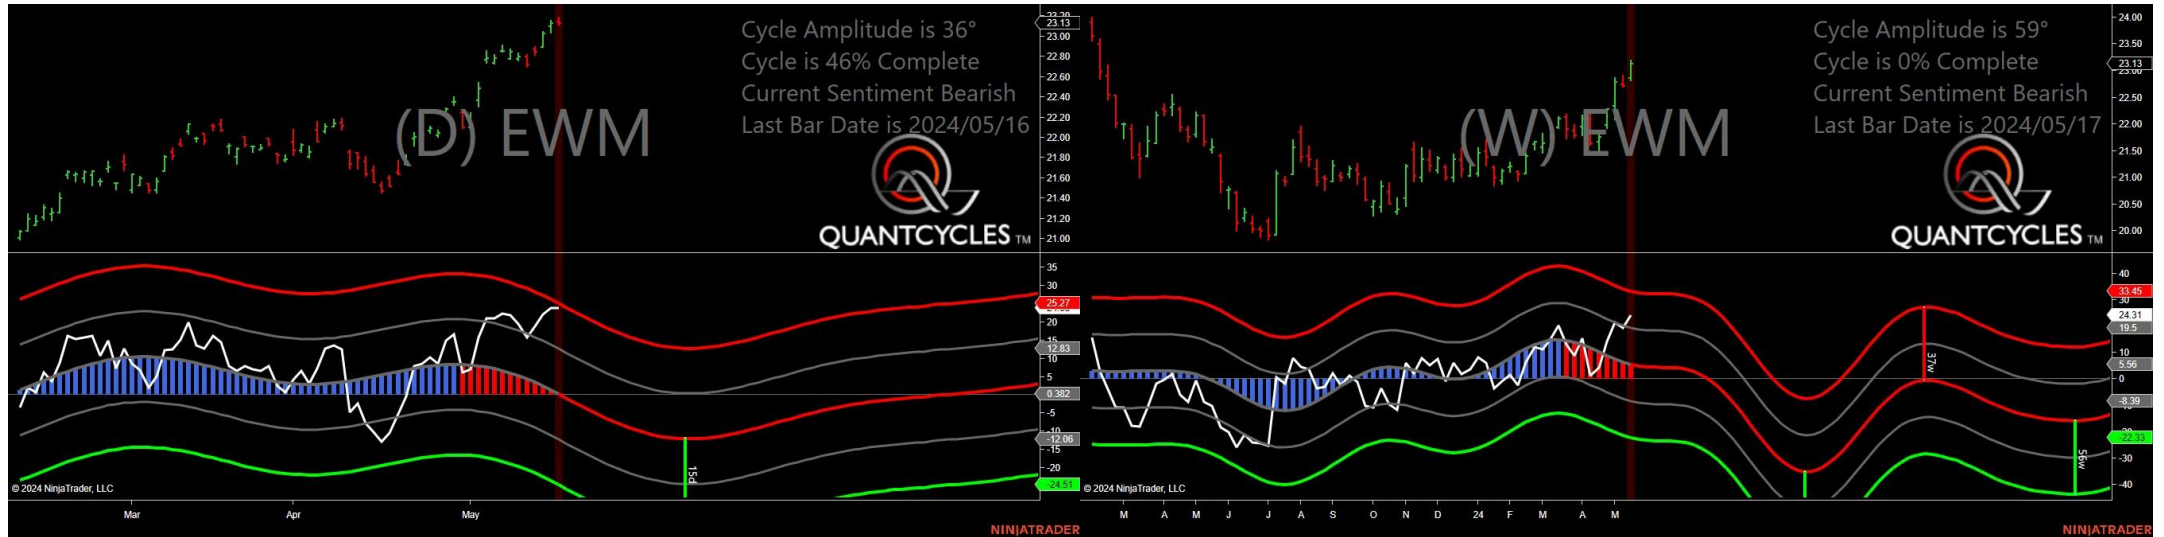 Cycle Amplitude is 36°
Cycle is 46% Complete
Current Sentiment Bearish
Last Bar Date is 2024/05/16
(D) EWM
QUANTCYCLES TM
23.20
23.13
23.00
22.80
22.60
22.40
22.20
22.00
21.80
21.60
21.40
21.20
21.00
35
30
25.27
20
15
12.83
10
5
0.382
-5
-10
-12.06
-15
-20
-24.51
15d
© 2024 NinjaTrader, LLC
Mar Apr May
NINJATRADER
Cycle Amplitude is 59°
Cycle is 0% Complete
Current Sentiment Bearish
Last Bar Date is 2024/05/17
(W) EWM
QUANTCYCLES TM
24.00
23.50
23.13
23.00
22.50
22.00
21.50
21.00
20.50
20.00
40
33.45
30
24.31
19.5
10
5.56
0
-8.39
-22.33
-30
-40
37w
56w
© 2024 NinjaTrader, LLC
M A M J J A S O N D 24 F M A M
NINJATRADER